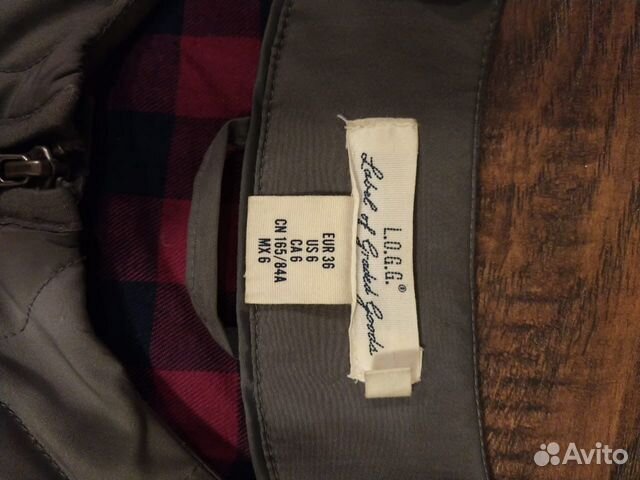 L.O.G.G.®
Label of Graded Goods
EUR 36
US 6
CA 6
CN 165/84A
MX 6
Avito